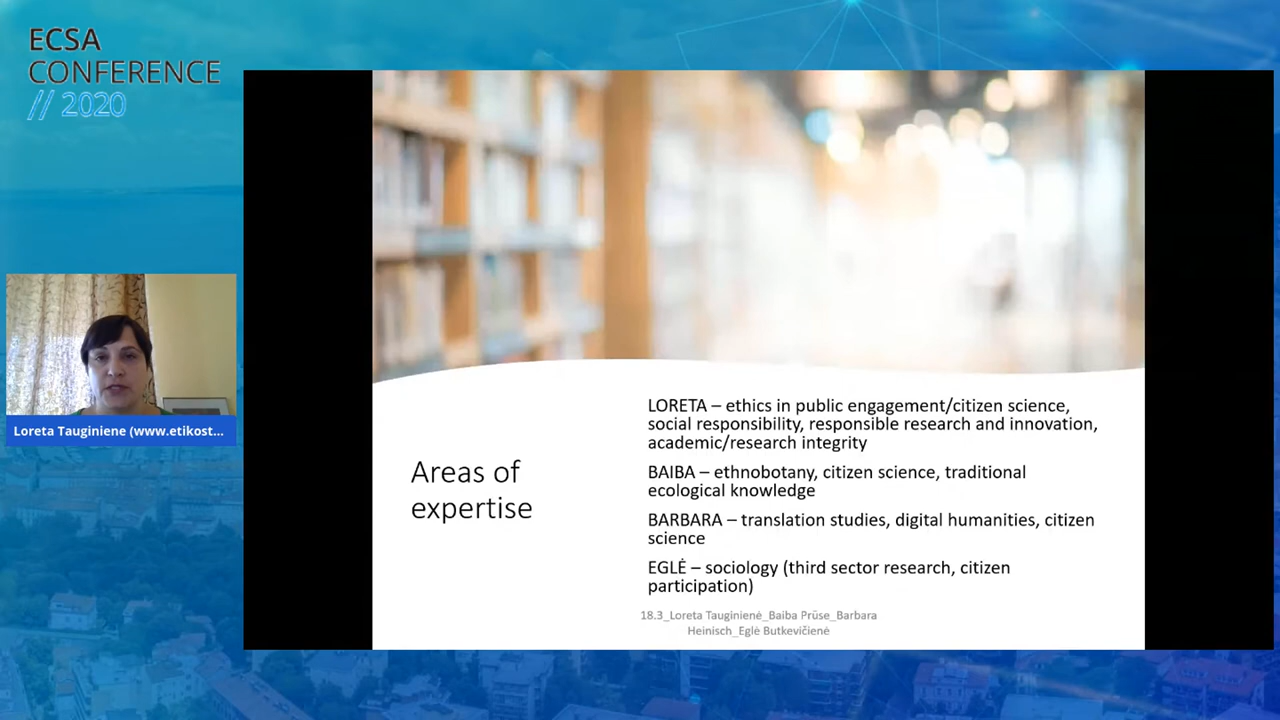 ECSA
CONFERENCE
// 2020
Loreta Tauginiene (www.etikost...
Areas of
expertise
LORETA – ethics in public engagement/citizen science,
social responsibility, responsible research and innovation,
academic/research integrity
BAIBA – ethnobotany, citizen science, traditional
ecological knowledge
BARBARA – translation studies, digital humanities, citizen
science
EGLĖ – sociology (third sector research, citizen
participation)
18.3_Loreta Tauginienė_Baiba Prūse_Barbara
Heinisch_Eglė Butkevičienė